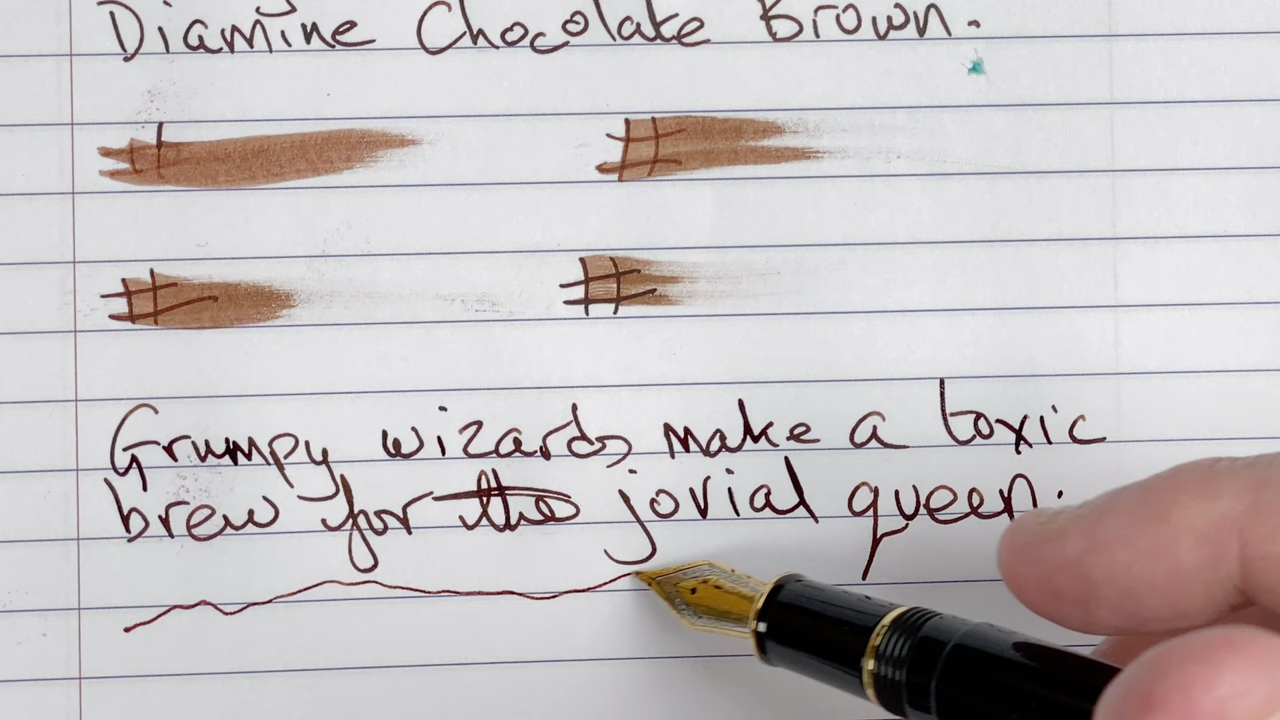 Diamine Chocolate Brown.
Grumpy wizards make a toxic
brew for the jovial queen.